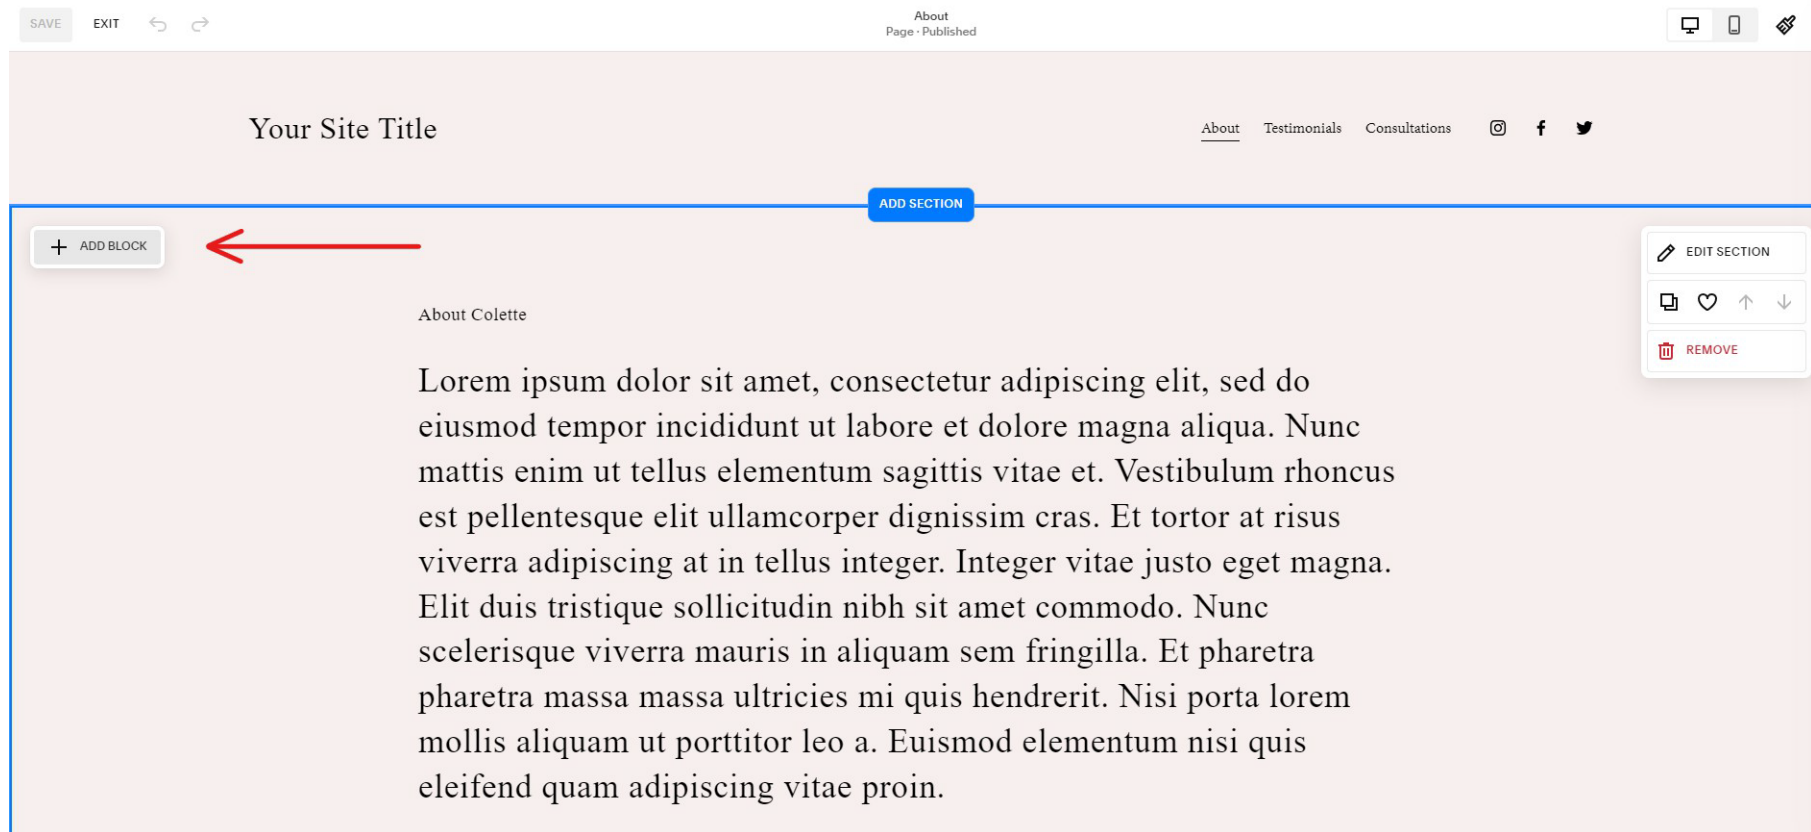 SAVE EXIT
About
Page · Published
Your Site Title
About Testimonials Consultations
ADD SECTION
ADD BLOCK
EDIT SECTION
REMOVE
About Colette
Lorem ipsum dolor sit amet, consectetur adipiscing elit, sed do
eiusmod tempor incididunt ut labore et dolore magna aliqua. Nunc
mattis enim ut tellus elementum sagittis vitae et. Vestibulum rhoncus
est pellentesque elit ullamcorper dignissim cras. Et tortor at risus
viverra adipiscing at in tellus integer. Integer vitae justo eget magna.
Elit duis tristique sollicitudin nibh sit amet commodo. Nunc
scelerisque viverra mauris in aliquam sem fringilla. Et pharetra
pharetra massa massa ultricies mi quis hendrerit. Nisi porta lorem
mollis aliquam ut porttitor leo a. Euismod elementum nisi quis
eleifend quam adipiscing vitae proin.